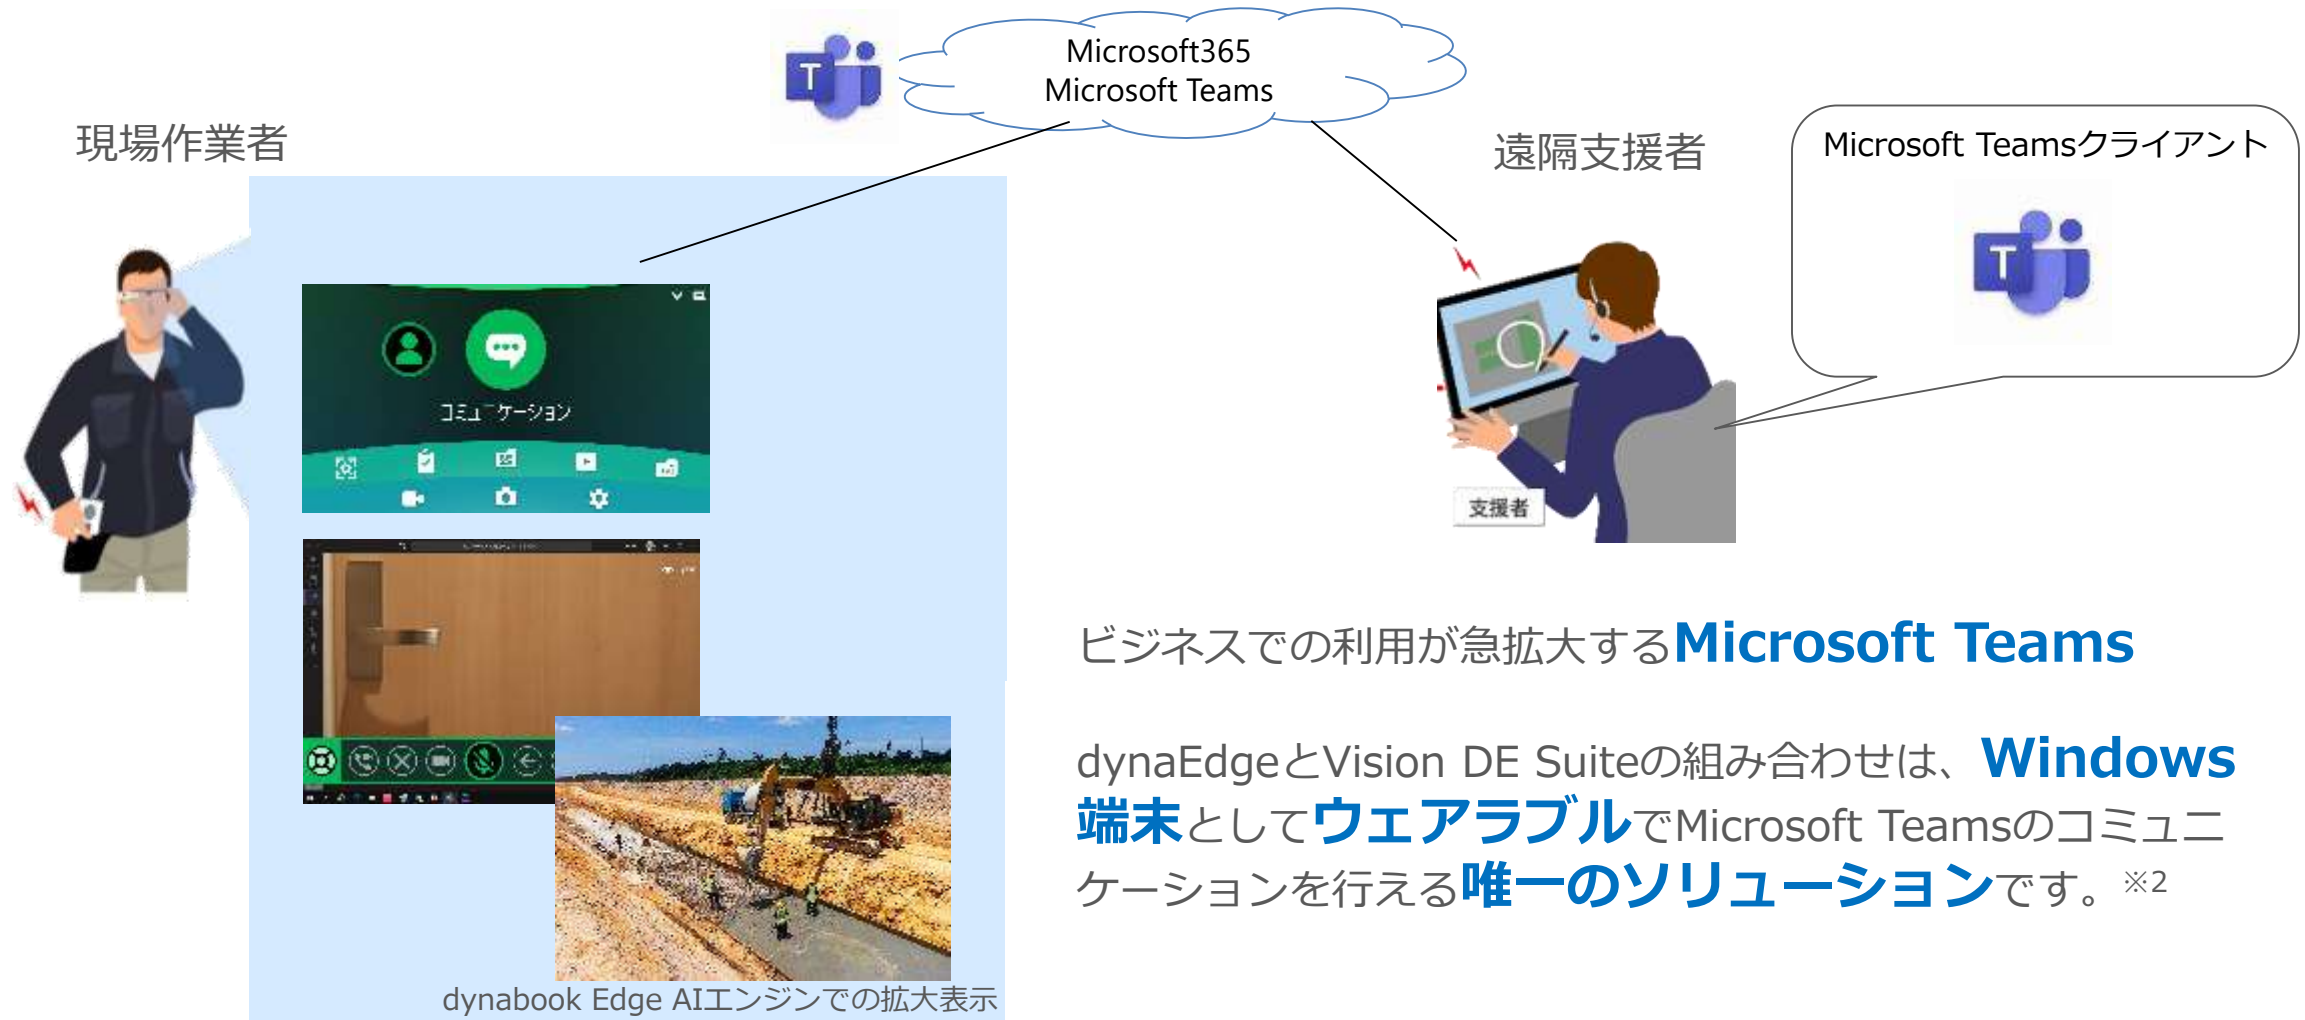 Microsoft365
Microsoft Teams
現場作業者
遠隔支援者
Microsoft Teamsクライアント
コミュニケーション
支援者
ビジネスでの利用が急拡大するMicrosoft Teams
dynaEdgeとVision DE Suiteの組み合わせは、Windows
端末としてウェアラブルでMicrosoft Teamsのコミュニ
ケーションを行える唯一のソリューションです。※2
dynabook Edge AIエンジンでの拡大表示